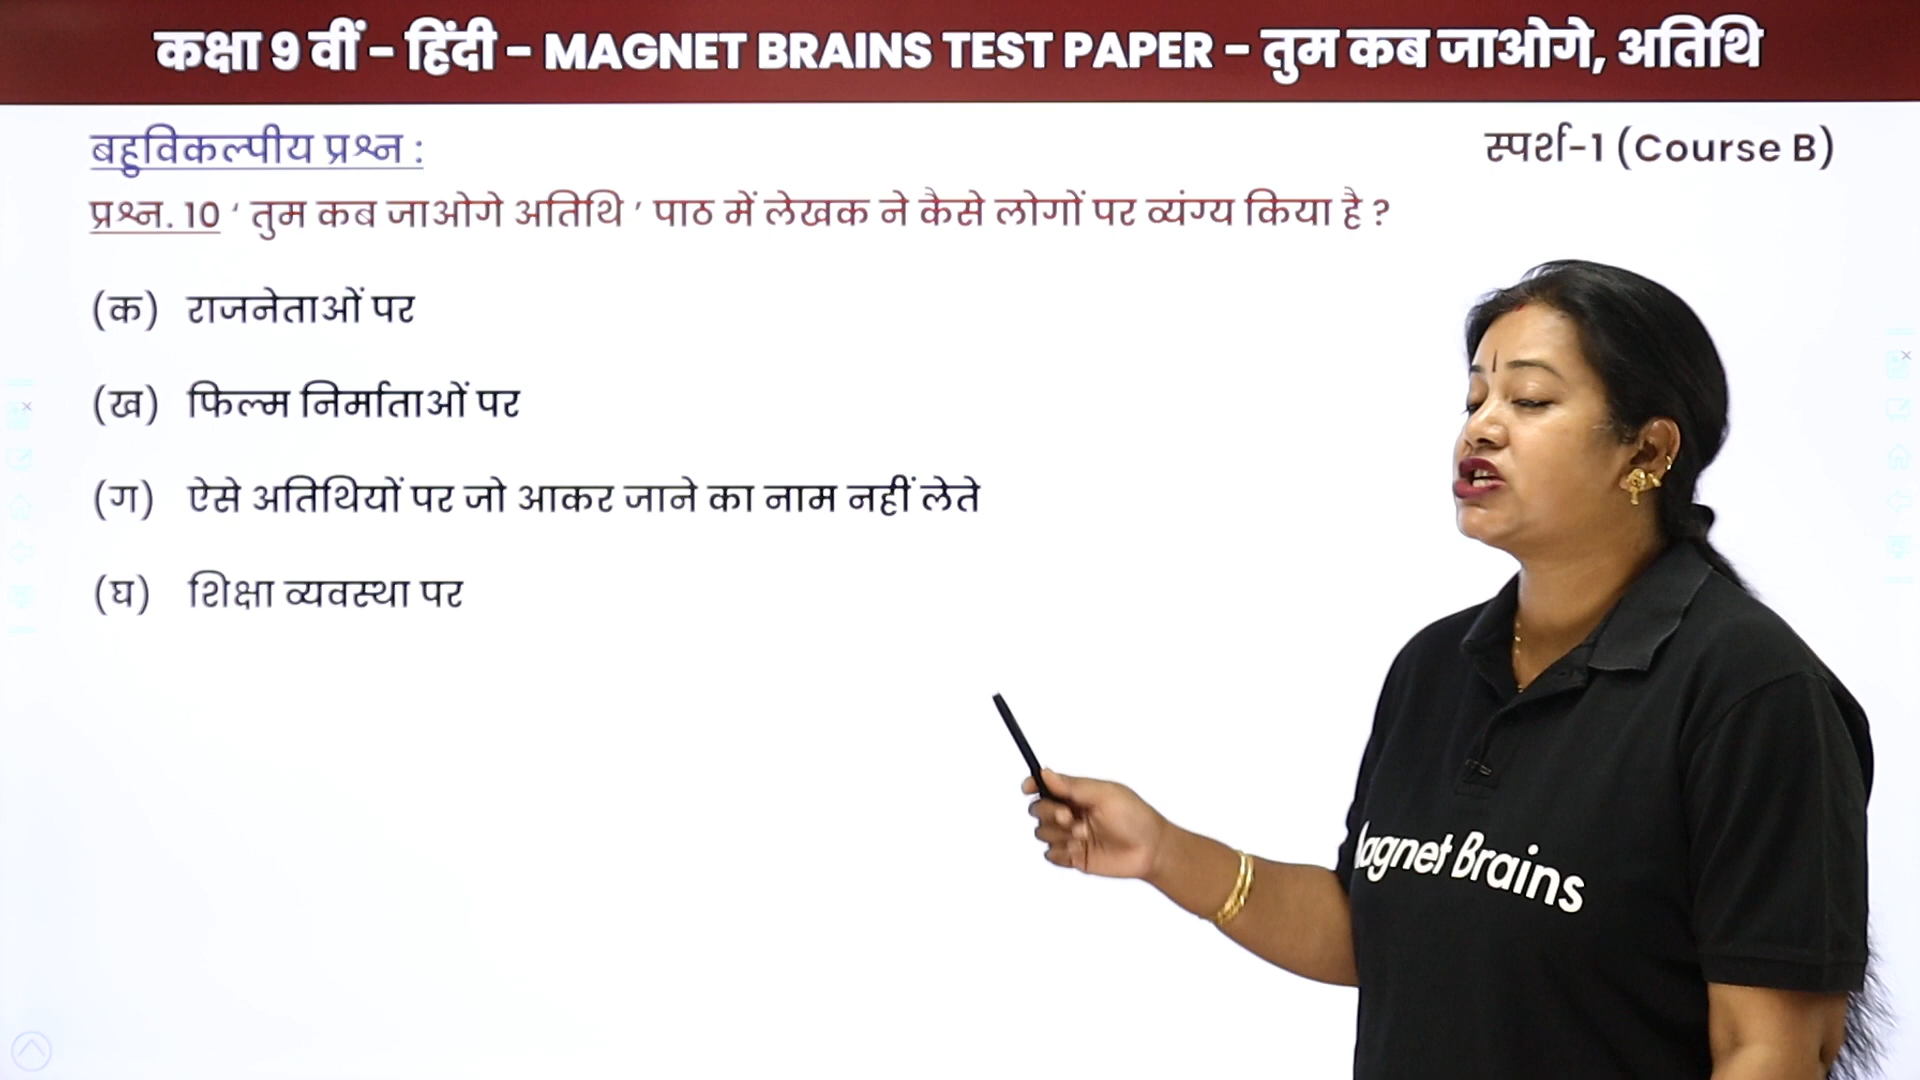 कक्षा 9 वीं - हिंदी - MAGNET BRAINS TEST PAPER - तुम कब जाओगे, अतिथि
बहुविकल्पीय प्रश्न :
स्पर्श-1 (Course B)
प्रश्न. 10 ‘ तुम कब जाओगे अतिथि ’ पाठ में लेखक ने कैसे लोगों पर व्यंग्य किया है ?
(क) राजनेताओं पर
(ख) फिल्म निर्माताओं पर
(ग) ऐसे अतिथियों पर जो आकर जाने का नाम नहीं लेते
(घ) शिक्षा व्यवस्था पर
Magnet Brains